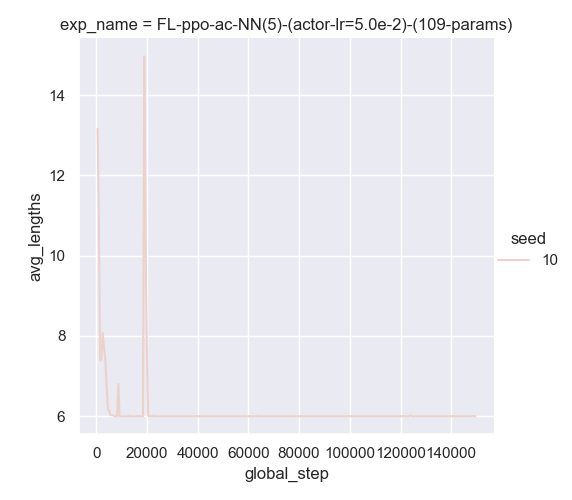 exp_name = FL-ppo-ac-NN(5)-(actor-lr=5.0e-2)-(109-params)
14
12
10
8
6
avg_lengths
seed
10
0 20000 40000 60000 80000 100000 120000 140000
global_step